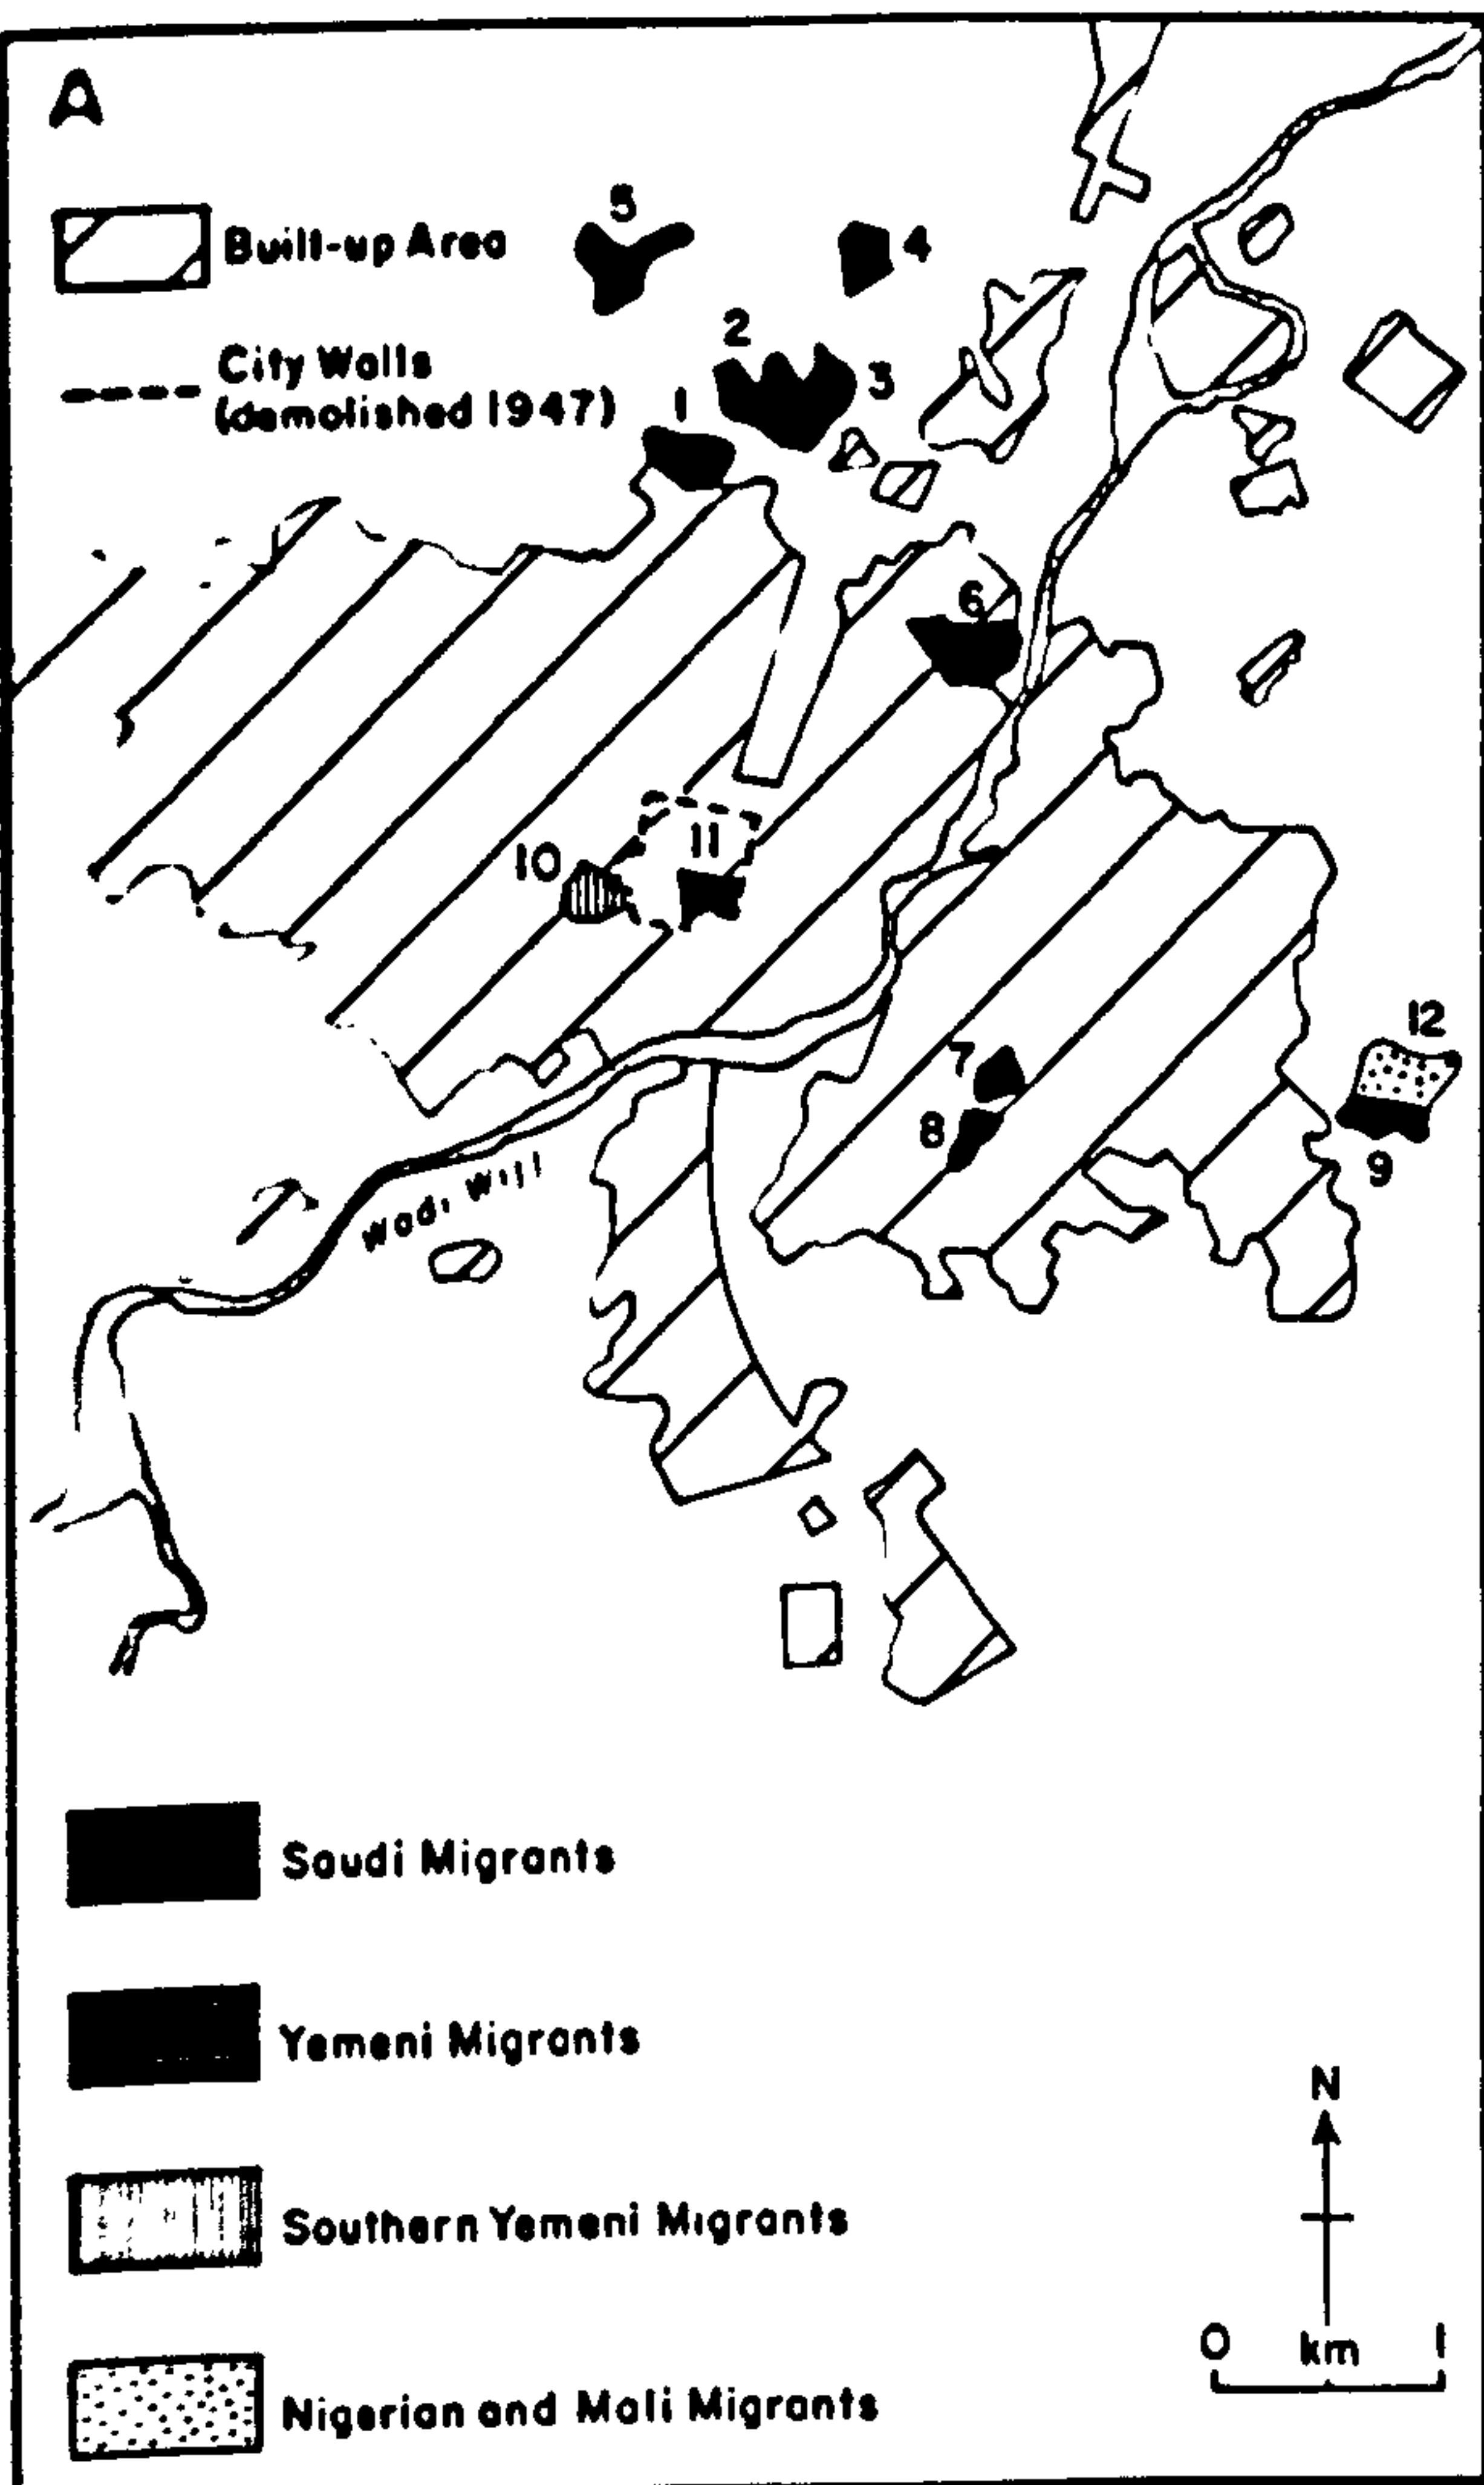 A
Built-up Area
City Walls
(demolished 1947)
5
4
2
3
1
6
11
10
12
7
8
9
Wadi Will
Saudi Migrants
Yemeni Migrants
Southern Yemeni Migrants
Nigerian and Mali Migrants
N
0 km 1